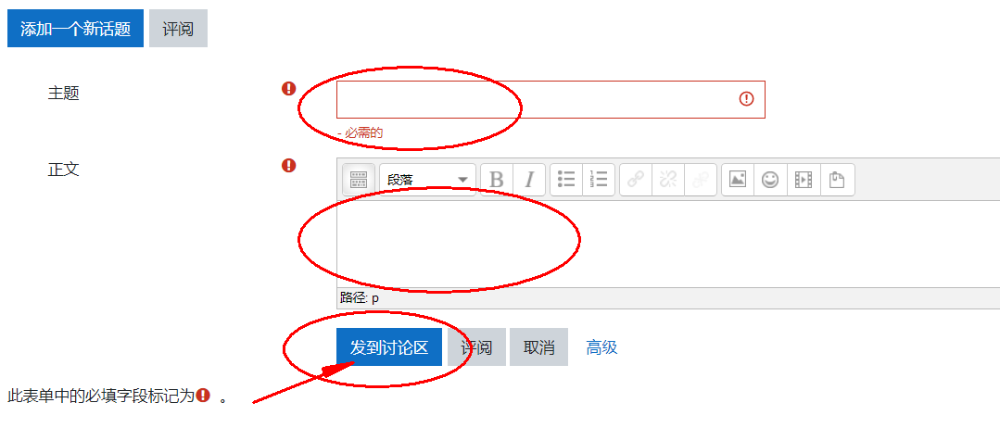 添加一个新话题 评阅
主题
- 必需的
正文
段落 B I
路径: p
发到讨论区 评阅 取消 高级
此表单中的必填字段标记为 。